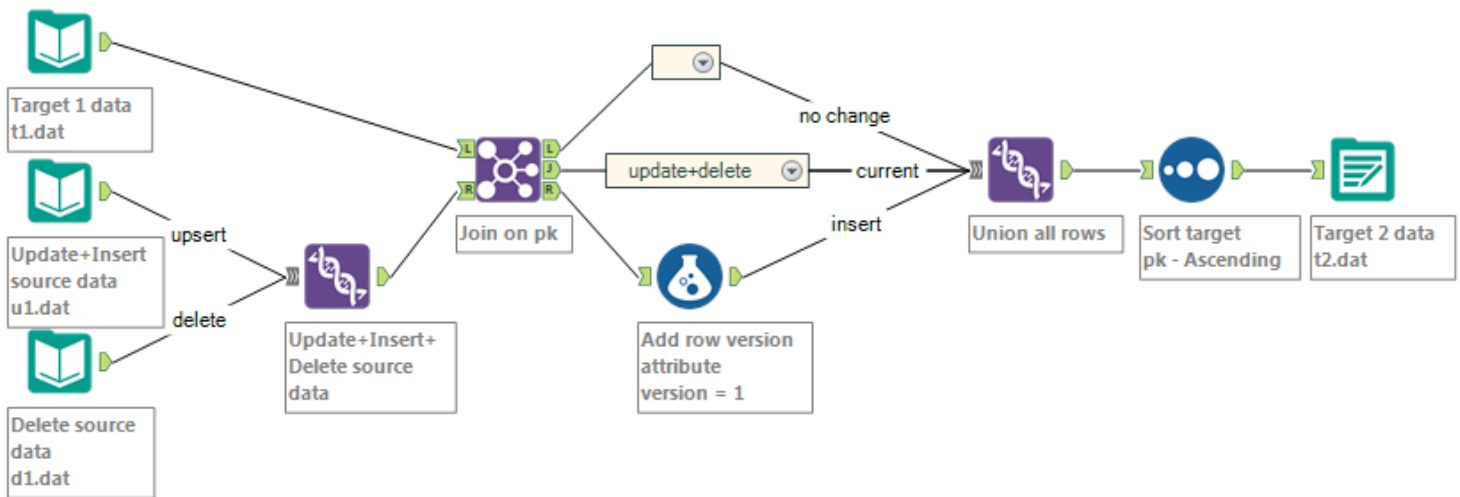 Target 1 data
t1.dat
Update+Insert
source data
u1.dat
Delete source
data
d1.dat
upsert
delete
Update+Insert+
Delete source
data
L
R
L
J
R
Join on pk
update+delete
no change
current
insert
Add row version
attribute
version = 1
Union all rows
Sort target
pk - Ascending
Target 2 data
t2.dat